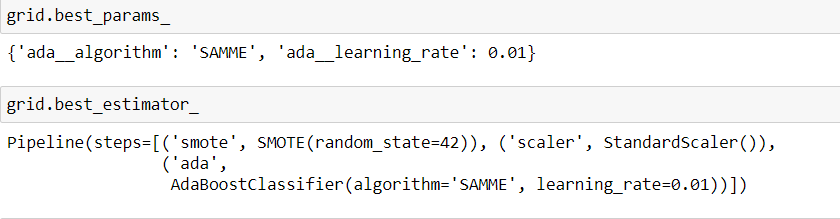 grid.best_params_
{'ada__algorithm': 'SAMME', 'ada__learning_rate': 0.01}
grid.best_estimator_
Pipeline(steps=[('smote', SMOTE(random_state=42)), ('scaler', StandardScaler()),
('ada',
AdaBoostClassifier(algorithm='SAMME', learning_rate=0.01))])